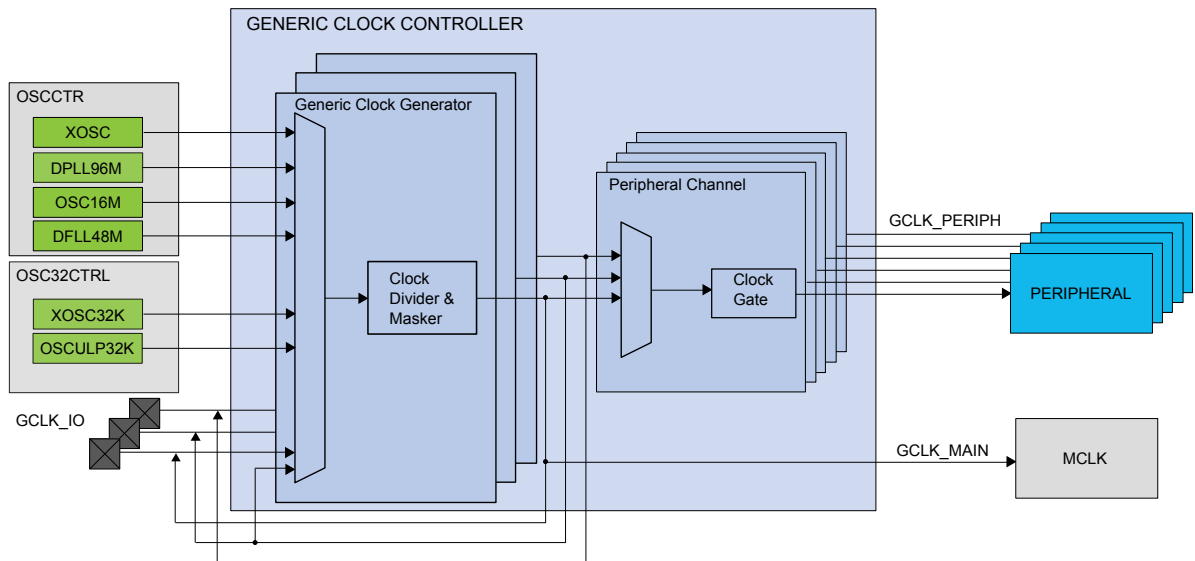 GENERIC CLOCK CONTROLLER
OSCCTR
XOSC
DPLL96M
OSC16M
DFLL48M
OSC32CTRL
XOSC32K
OSCULP32K
GCLK_IO
Generic Clock Generator
Clock
Divider &
Masker
Peripheral Channel
Clock
Gate
GCLK_PERIPH
PERIPHERAL
GCLK_MAIN
MCLK